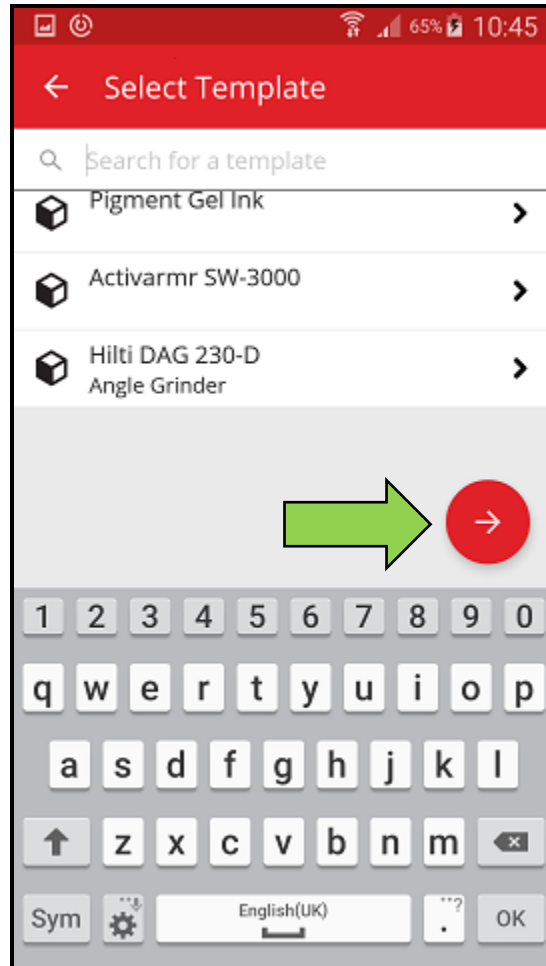 65% 10:45
Select Template
Search for a template
Pigment Gel Ink
Activarmr SW-3000
Hilti DAG 230-D
Angle Grinder
1 2 3 4 5 6 7 8 9 0
q w e r t y u i o p
a s d f g h j k l
z x c v b n m
Sym English(UK) . ..? OK